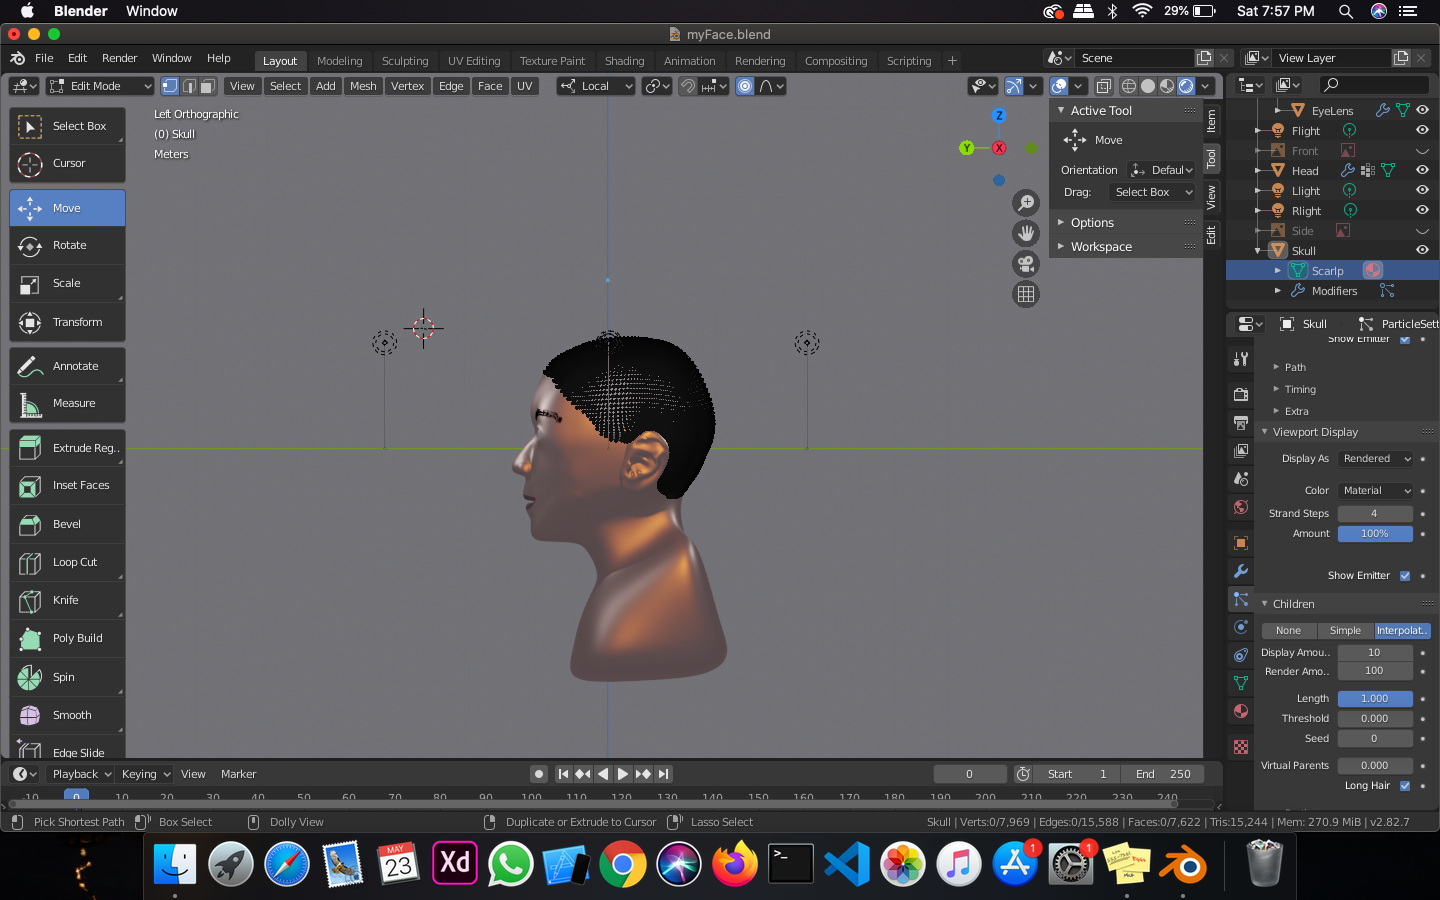 Blender Window 29% Sat 7:57 PM
myFace.blend
File Edit Render Window Help Layout Modeling Sculpting UV Editing Texture Paint Shading Animation Rendering Compositing Scripting + Scene View Layer
Edit Mode View Select Add Mesh Vertex Edge Face UV Local
Left Orthographic
(0) Skull
Meters
Select Box
Cursor
Move
Rotate
Scale
Transform
Annotate
Measure
Extrude Reg..
Inset Faces
Bevel
Loop Cut
Knife
Poly Build
Spin
Smooth
Edge Slide
Z
Y
X
Active Tool
Move
Orientation Defaul
Drag: Select Box
Options
Workspace
Item
Tool
View
Edit
EyeLens
Flight
Front
Head
Llight
Rlight
Side
Skull
Scarlp
Modifiers
Skull ParticleSett
Show Emitter
Path
Timing
Extra
Viewport Display
Display As Rendered
Color Material
Strand Steps 4
Amount 100%
Show Emitter
Children
None Simple Interpolat..
Display Amou.. 10
Render Amo.. 100
Length 1.000
Threshold 0.000
Seed 0
Virtual Parents 0.000
Long Hair
Playback Keying View Marker 0 Start 1 End 250
-10 0 10 20 30 40 50 60 70 80 90 100 110 120 130 140 150 160 170 180 190 200 210 220 230 240
Pick Shortest Path Box Select Dolly View Duplicate or Extrude to Cursor Lasso Select Skull | Verts:0/7,969 | Edges:0/15,588 | Faces:0/7,622 | Tris:15,244 | Mem: 270.9 MiB | v2.82.7
MAY
23
Xd
>_
1
1